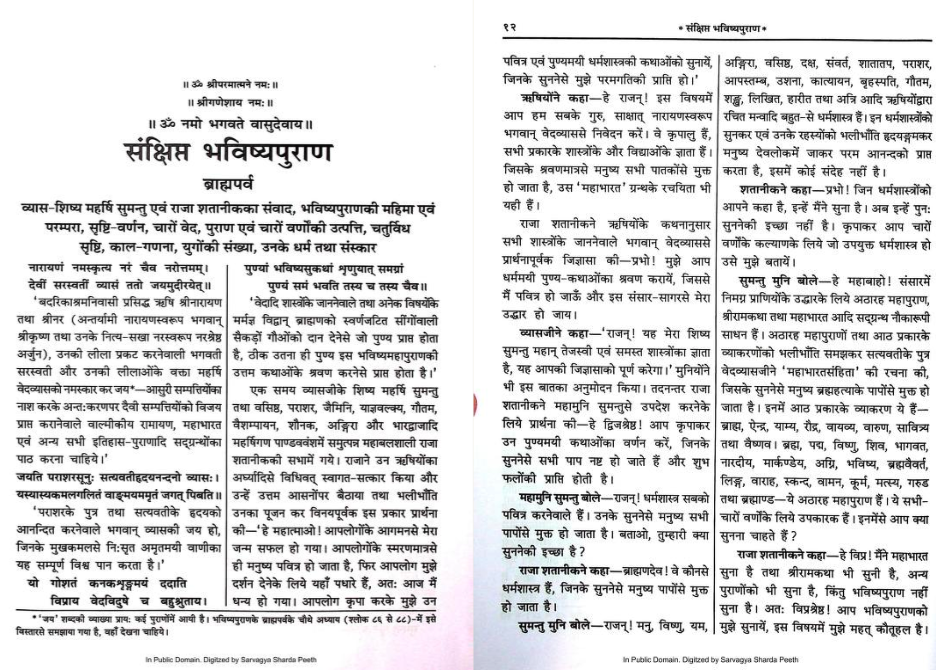 ॥ ॐ श्रीपरमात्मने नमः॥
॥ श्रीगणेशाय नमः॥
॥ ॐ नमो भगवते वासुदेवाय॥
संक्षिप्त भविष्यपुराण
ब्राह्मपर्व
व्यास-शिष्य महर्षि सुमन्तु एवं राजा शतानीकका संवाद, भविष्यपुराणकी महिमा एवं
परम्परा, सृष्टि-वर्णन, चारों वेद, पुराण एवं चारों वर्णोंकी उत्पत्ति, चतुर्विध
सृष्टि, काल-गणना, युगोंकी संख्या, उनके धर्म तथा संस्कार
नारायणं नमस्कृत्य नरं चैव नरोत्तमम्।
देवीं सरस्वतीं व्यासं ततो जयमुदीरयेत्॥
'बदरिकाश्रमनिवासी प्रसिद्ध ऋषि श्रीनारायण
तथा श्रीनर (अन्तर्यामी नारायणस्वरूप भगवान्
श्रीकृष्ण तथा उनके नित्य-सखा नरस्वरूप नरश्रेष्ठ
अर्जुन), उनकी लीला प्रकट करनेवाली भगवती
सरस्वती और उनकी लीलाओंके वक्ता महर्षि
वेदव्यासको नमस्कार कर जय*—आसुरी सम्पत्तियोंका
नाश करके अन्तःकरणपर दैवी सम्पत्तियोंको विजय
प्राप्त करानेवाले वाल्मीकीय रामायण, महाभारत
एवं अन्य सभी इतिहास-पुराणादि सद्ग्रन्थोंका
पाठ करना चाहिये।'
जयति पराशरसूनुः सत्यवतीहृदयनन्दनो व्यासः।
यस्यास्यकमलगलितं वाङ्मयममृतं जगत् पिबति॥
'पराशरके पुत्र तथा सत्यवतीके हृदयको
आनन्दित करनेवाले भगवान् व्यासकी जय हो,
जिनके मुखकमलसे निःसृत अमृतमयी वाणीका
यह सम्पूर्ण विश्व पान करता है।'
यो गोशतं कनकशृङ्गमयं ददाति
विप्राय वेदविदुषे च बहुश्रुताय।
पुण्यां भविष्यसुकथां शृणुयात् समग्रां
पुण्यं समं भवति तस्य च तस्य चैव॥
'वेदादि शास्त्रोंके जाननेवाले तथा अनेक विषयोंके
मर्मज्ञ विद्वान् ब्राह्मणको स्वर्णजटित सींगोंवाली
सैकड़ों गौओंको दान देनेसे जो पुण्य प्राप्त होता
है, ठीक उतना ही पुण्य इस भविष्यमहापुराणकी
उत्तम कथाओंके श्रवण करनेसे प्राप्त होता है।'
एक समय व्यासजीके शिष्य महर्षि सुमन्तु
तथा वसिष्ठ, पराशर, जैमिनि, याज्ञवल्क्य, गौतम,
वैशम्पायन, शौनक, अङ्गिरा और भारद्वाजादि
महर्षिगण पाण्डववंशमें समुत्पन्न महाबलशाली राजा
शतानीककी सभामें गये। राजाने उन ऋषियोंका
अर्घ्यादिसे विधिवत् स्वागत-सत्कार किया और
उन्हें उत्तम आसनोंपर बैठाया तथा भलीभाँति
उनका पूजन कर विनयपूर्वक इस प्रकार प्रार्थना
की—'हे महात्माओ! आपलोगोंके आगमनसे मेरा
जन्म सफल हो गया। आपलोगोंके स्मरणमात्रसे
ही मनुष्य पवित्र हो जाता है, फिर आपलोग मुझे
दर्शन देनेके लिये यहाँ पधारे हैं, अतः आज मैं
धन्य हो गया। आपलोग कृपा करके मुझे उन
* 'जय' शब्दकी व्याख्या प्रायः कई पुराणोंमें आयी है। भविष्यपुराणके ब्राह्मपर्वके चौथे अध्याय (श्लोक ८६ से ८८)-में इसे
विस्तारसे समझाया गया है, वहाँ देखना चाहिये।
In Public Domain. Digitized by Sarvagya Sharda Peeth
१२
* संक्षिप्त भविष्यपुराण *
पवित्र एवं पुण्यमयी धर्मशास्त्रकी कथाओंको सुनायें,
जिनके सुननेसे मुझे परमगतिकी प्राप्ति हो।'
ऋषियोंने कहा—हे राजन्! इस विषयमें
आप हम सबके गुरु, साक्षात् नारायणस्वरूप
भगवान् वेदव्याससे निवेदन करें। वे कृपालु हैं,
सभी प्रकारके शास्त्रोंके और विद्याओंके ज्ञाता हैं।
जिसके श्रवणमात्रसे मनुष्य सभी पातकोंसे मुक्त
हो जाता है, उस 'महाभारत' ग्रन्थके रचयिता भी
यही हैं।
राजा शतानीकने ऋषियोंके कथनानुसार
सभी शास्त्रोंके जाननेवाले भगवान् वेदव्याससे
प्रार्थनापूर्वक जिज्ञासा की—प्रभो! मुझे आप
धर्ममयी पुण्य-कथाओंका श्रवण करायें, जिससे
मैं पवित्र हो जाऊँ और इस संसार-सागरसे मेरा
उद्धार हो जाय।
व्यासजीने कहा—'राजन्! यह मेरा शिष्य
सुमन्तु महान् तेजस्वी एवं समस्त शास्त्रोंका ज्ञाता
है, यह आपकी जिज्ञासाको पूर्ण करेगा।' मुनियोंने
भी इस बातका अनुमोदन किया। तदनन्तर राजा
शतानीकने महामुनि सुमन्तुसे उपदेश करनेके
लिये प्रार्थना की—हे द्विजश्रेष्ठ! आप कृपाकर
उन पुण्यमयी कथाओंका वर्णन करें, जिनके
सुननेसे सभी पाप नष्ट हो जाते हैं और शुभ
फलोंकी प्राप्ति होती है।
महामुनि सुमन्तु बोले—राजन्! धर्मशास्त्र सबको
पवित्र करनेवाले हैं। उनके सुननेसे मनुष्य सभी
पापोंसे मुक्त हो जाता है। बताओ, तुम्हारी क्या
सुननेकी इच्छा है?
राजा शतानीकने कहा—ब्राह्मणदेव! वे कौनसे
धर्मशास्त्र हैं, जिनके सुननेसे मनुष्य पापोंसे मुक्त
हो जाता है।
सुमन्तु मुनि बोले—राजन्! मनु, विष्णु, यम,
अङ्गिरा, वसिष्ठ, दक्ष, संवर्त, शातातप, पराशर,
आपस्तम्ब, उशना, कात्यायन, बृहस्पति, गौतम,
शङ्ख, लिखित, हारीत तथा अत्रि आदि ऋषियोंद्वारा
रचित मन्वादि बहुत-से धर्मशास्त्र हैं। इन धर्मशास्त्रोंको
सुनकर एवं उनके रहस्योंको भलीभाँति हृदयङ्गमकर
मनुष्य देवलोकमें जाकर परम आनन्दको प्राप्त
करता है, इसमें कोई संदेह नहीं है।
शतानीकने कहा—प्रभो! जिन धर्मशास्त्रोंको
आपने कहा है, इन्हें मैंने सुना है। अब इन्हें पुनः
सुननेकी इच्छा नहीं है। कृपाकर आप चारों
वर्णोंके कल्याणके लिये जो उपयुक्त धर्मशास्त्र हो
उसे मुझे बतायें।
सुमन्तु मुनि बोले—हे महाबाहो! संसारमें
निमग्न प्राणियोंके उद्धारके लिये अठारह महापुराण,
श्रीरामकथा तथा महाभारत आदि सद्ग्रन्थ नौकारूपी
साधन हैं। अठारह महापुराणों तथा आठ प्रकारके
व्याकरणोंको भलीभाँति समझकर सत्यवतीके पुत्र
वेदव्यासजीने 'महाभारतसंहिता' की रचना की,
जिसके सुननेसे मनुष्य ब्रह्महत्याके पापोंसे मुक्त हो
जाता है। इनमें आठ प्रकारके व्याकरण ये हैं—
ब्राह्म, ऐन्द्र, याम्य, रौद्र, वायव्य, वारुण, सावित्र्य
तथा वैष्णव। ब्रह्म, पद्म, विष्णु, शिव, भागवत,
नारदीय, मार्कण्डेय, अग्नि, भविष्य, ब्रह्मवैवर्त,
लिङ्ग, वाराह, स्कन्द, वामन, कूर्म, मत्स्य, गरुड
तथा ब्रह्माण्ड—ये अठारह महापुराण हैं। ये सभी-
चारों वर्णोंके लिये उपकारक हैं। इनमेंसे आप क्या
सुनना चाहते हैं?
राजा शतानीकने कहा—हे विप्र! मैंने महाभारत
सुना है तथा श्रीरामकथा भी सुनी है, अन्य
पुराणोंको भी सुना है, किंतु भविष्यपुराण नहीं
सुना है। अतः विप्रश्रेष्ठ! आप भविष्यपुराणको
मुझे सुनायें, इस विषयमें मुझे महत् कौतूहल है।
In Public Domain. Digitized by Sarvagya Sharda Peeth